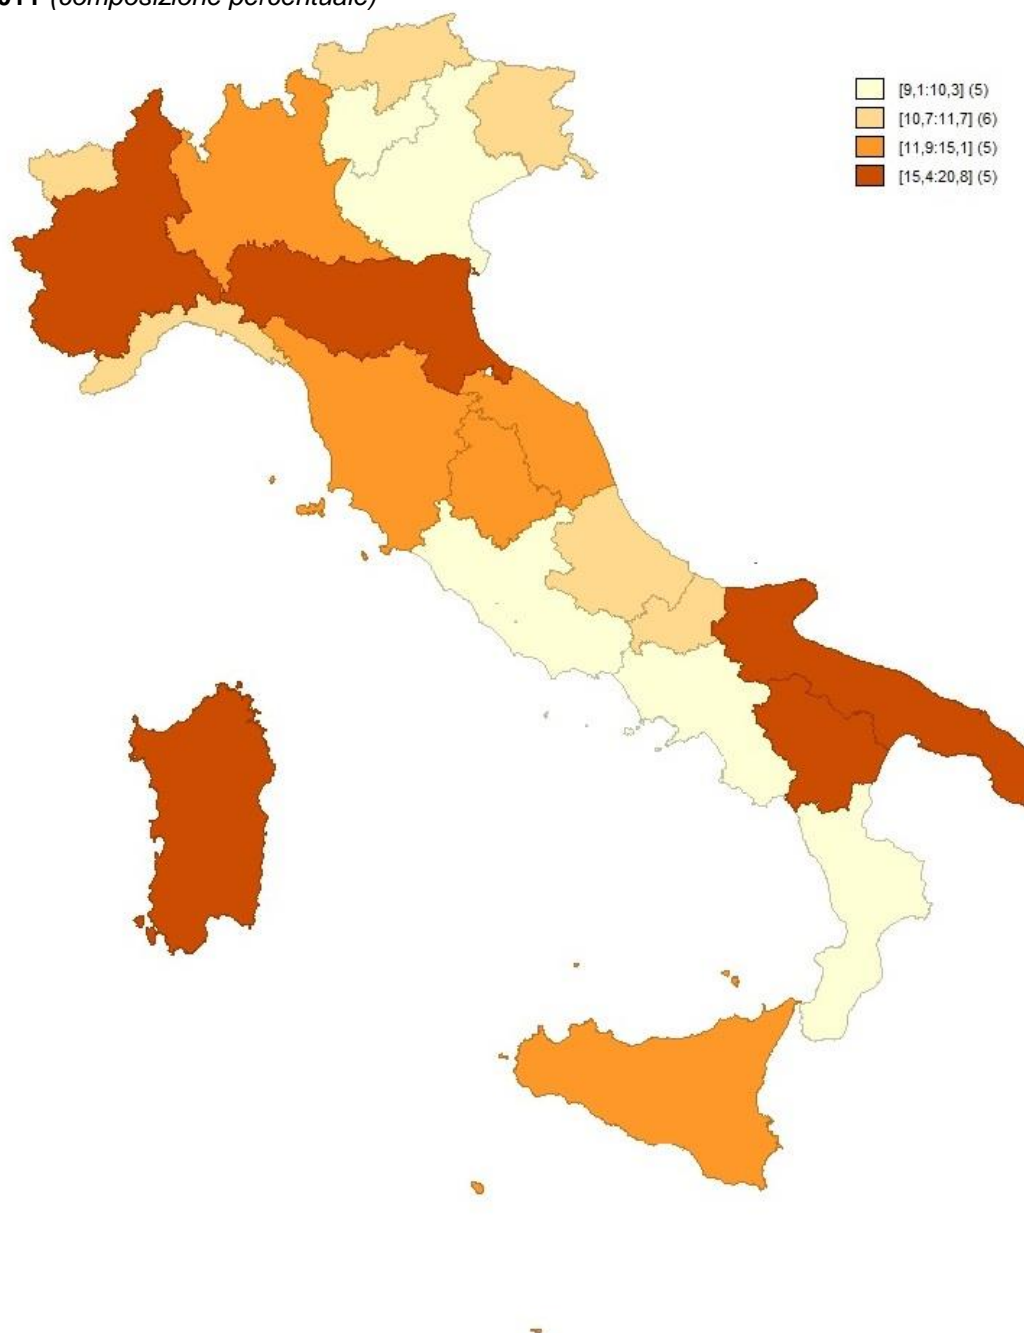 (composizione percentuale)
[9,1:10,3] (5)
[10,7:11,7] (6)
[11,9:15,1] (5)
[15,4:20,8] (5)